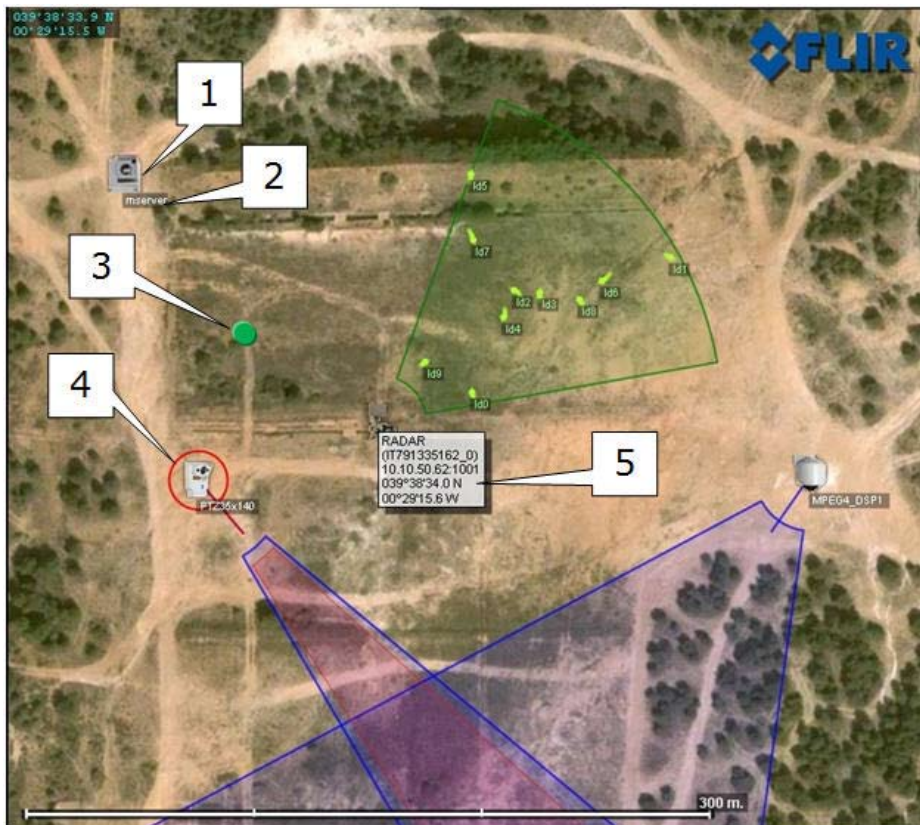 039°38'33.9 N
00°29'15.5 W
FLIR
1
mserver
2
3
4
5
Id5
Id7
Id1
Id6
Id2
Id3
Id8
Id4
Id9
Id0
RADAR
(IT791335162_0)
10.10.50.62:1001
039°38'34.0 N
00°29'15.6 W
PTZ35x140
MPEG4_DSP1
300 m.